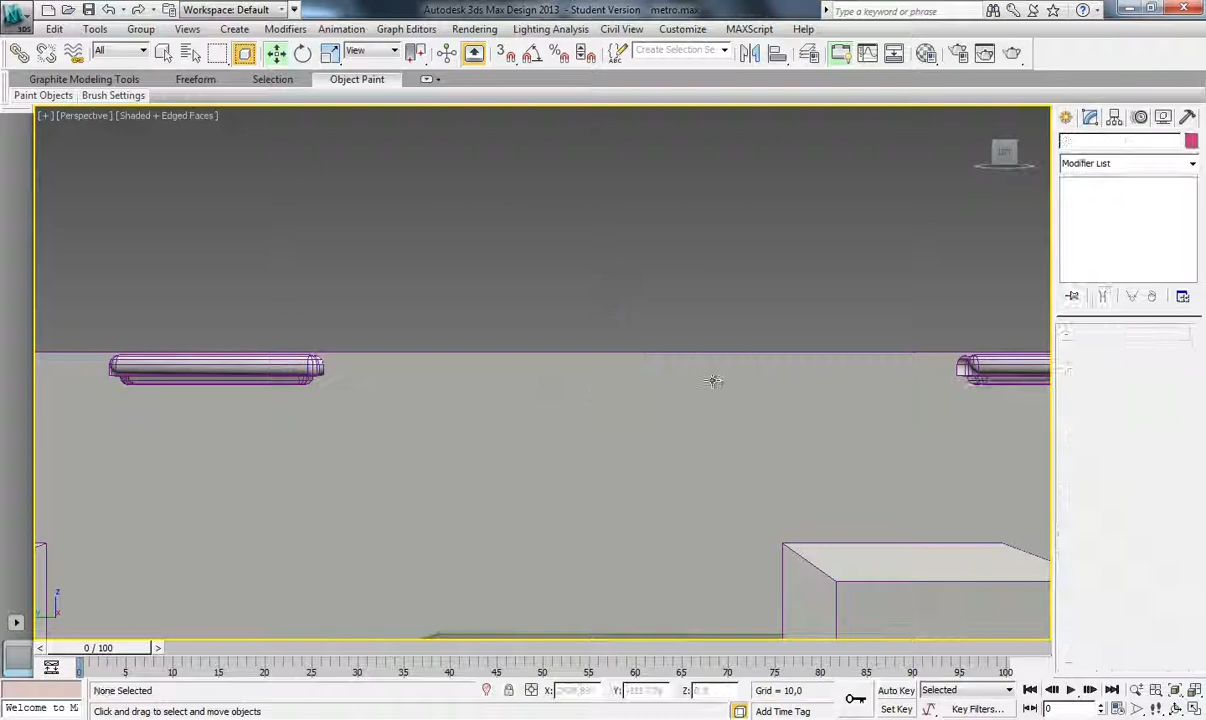 Workspace: Default
Autodesk 3ds Max Design 2013 - Student Version metro.max
Type a keyword or phrase
3DS
Edit Tools Group Views Create Modifiers Animation Graph Editors Rendering Lighting Analysis Civil View Customize MAXScript Help
All View Create Selection Se
Graphite Modeling Tools Freeform Selection Object Paint
Paint Objects Brush Settings
[+] [Perspective] [Shaded + Edged Faces]
LEFT
Modifier List
z
y x
< 0 / 100 >
0 5 10 15 20 25 30 35 40 45 50 55 60 65 70 75 80 85 90 95 100
None Selected X: Y: Z: Grid = 10,0 Auto Key Selected
Welcome to M Click and drag to select and move objects Add Time Tag Set Key Key Filters... 0